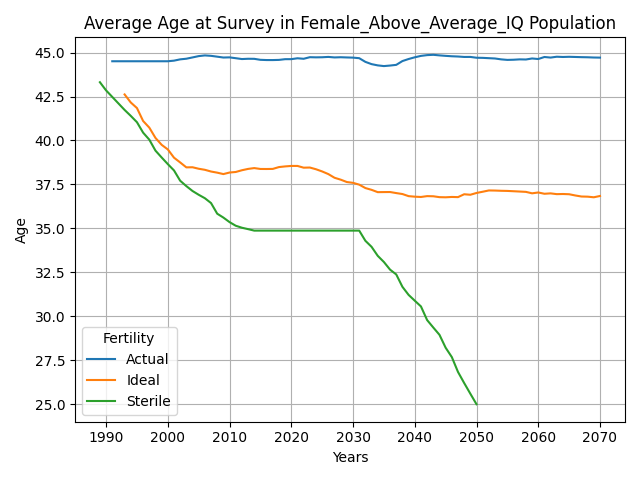 Average Age at Survey in Female_Above_Average_IQ Population
Age
45.0
42.5
40.0
37.5
35.0
32.5
30.0
27.5
25.0
Fertility
Actual
Ideal
Sterile
1990 2000 2010 2020 2030 2040 2050 2060 2070
Years